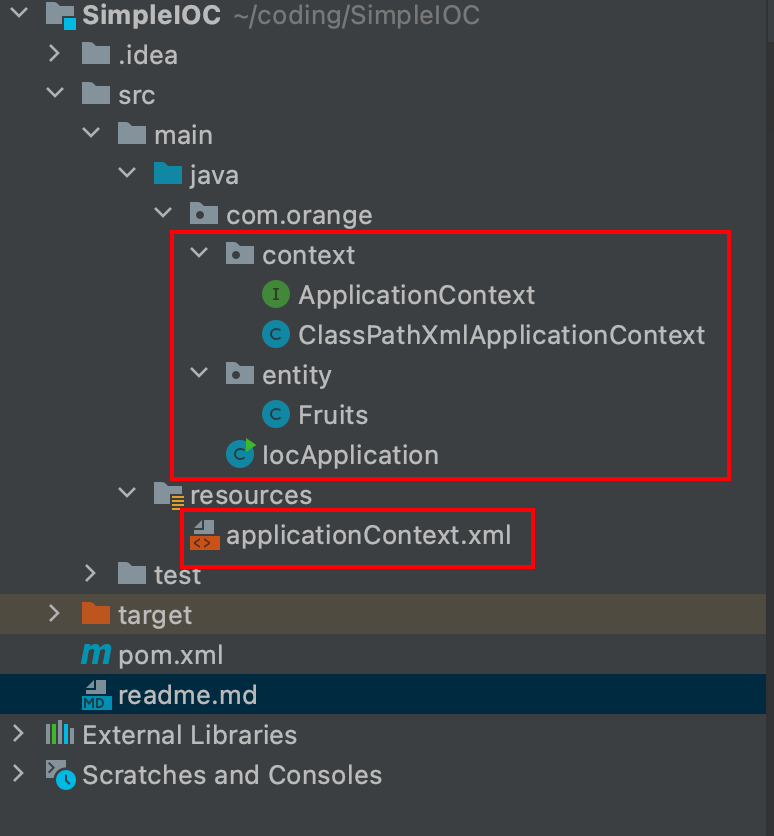 SimpleIOC ~/coding/SimpleIOC
.idea
src
main
java
com.orange
context
I ApplicationContext
C ClassPathXmlApplicationContext
entity
C Fruits
C IocApplication
resources
<> applicationContext.xml
test
target
m pom.xml
MD readme.md
External Libraries
Scratches and Consoles